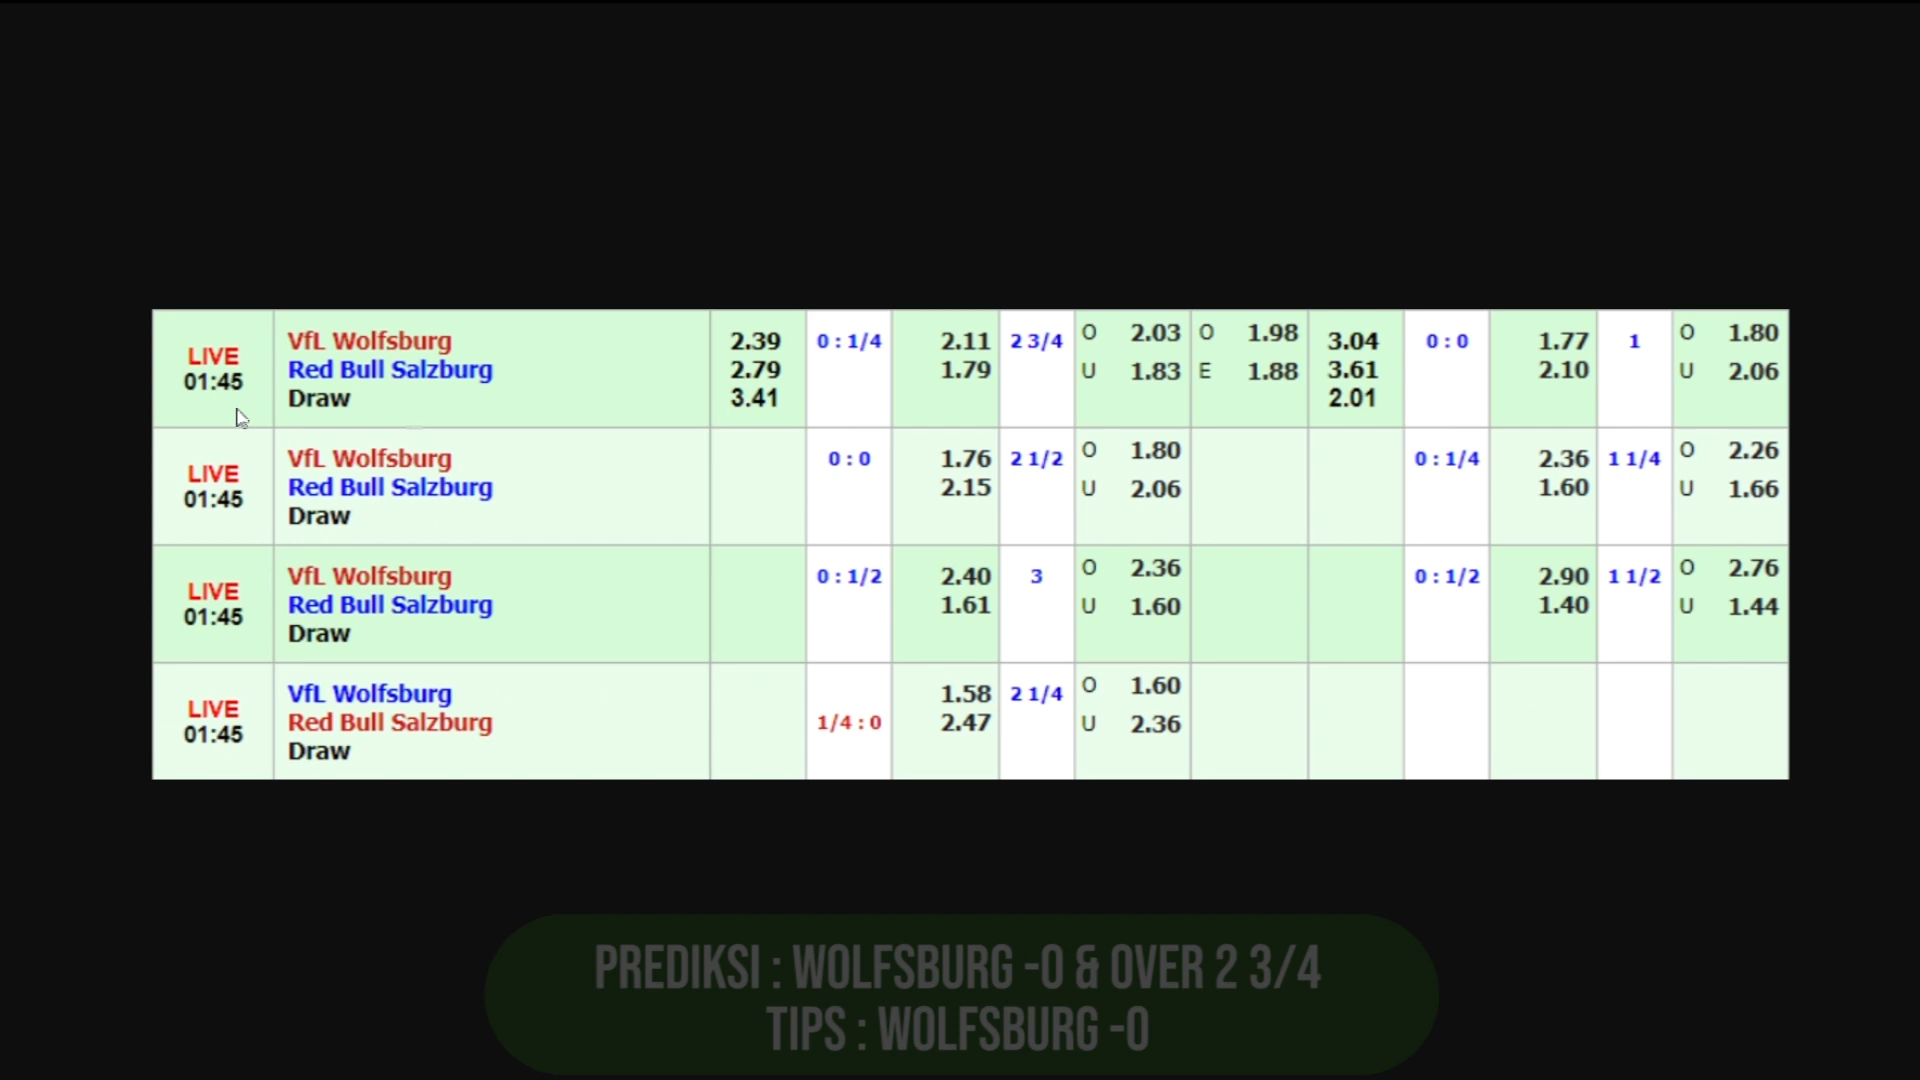 LIVE 01:45 VfL Wolfsburg Red Bull Salzburg Draw 2.39 2.79 3.41 0 : 1/4 2.11 1.79 2 3/4 O 2.03 U 1.83 O 1.98 E 1.88 3.04 3.61 2.01 0 : 0 1.77 2.10 1 O 1.80 U 2.06
LIVE 01:45 VfL Wolfsburg Red Bull Salzburg Draw 0 : 0 1.76 2.15 2 1/2 O 1.80 U 2.06 0 : 1/4 2.36 1.60 1 1/4 O 2.26 U 1.66
LIVE 01:45 VfL Wolfsburg Red Bull Salzburg Draw 0 : 1/2 2.40 1.61 3 O 2.36 U 1.60 0 : 1/2 2.90 1.40 1 1/2 O 2.76 U 1.44
LIVE 01:45 VfL Wolfsburg Red Bull Salzburg Draw 1/4 : 0 1.58 2.47 2 1/4 O 1.60 U 2.36
PREDIKSI : WOLFSBURG -0 & OVER 2 3/4
TIPS : WOLFSBURG -0